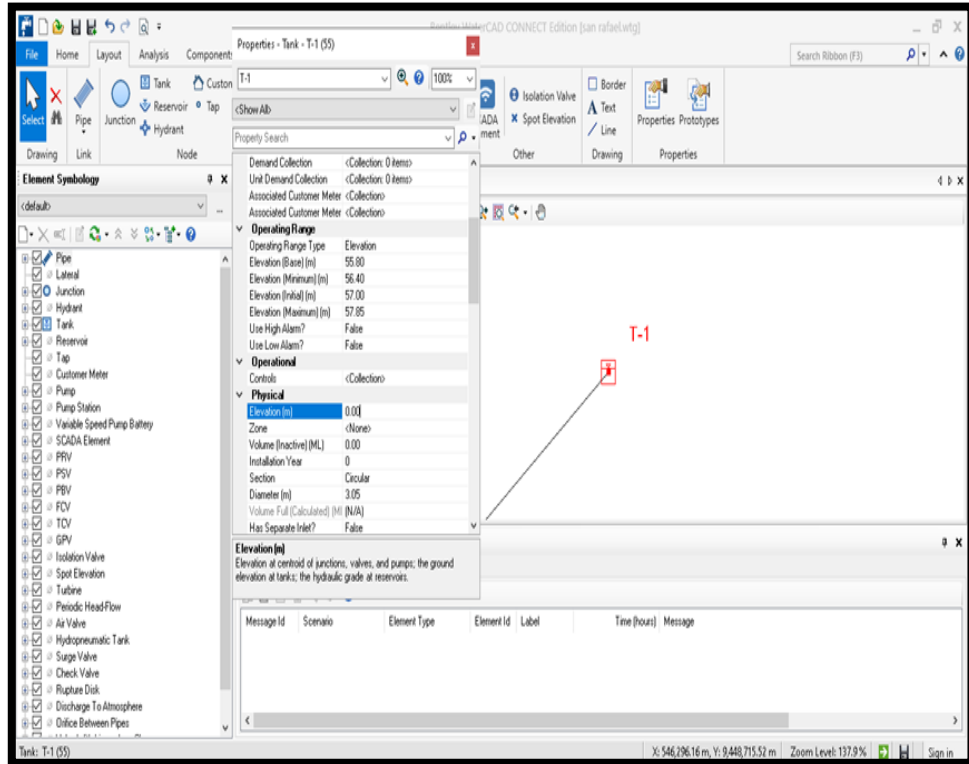 Bentley WaterCAD CONNECT Edition [san rafael.wtg]
File Home Layout Analysis Components
Search Ribbon (F3)
Select
Pipe
Junction
Tank
Reservoir
Hydrant
Custon
Tap
Isolation Valve
Spot Elevation
Border
Text
Line
Properties Prototypes
Drawing Link Node Other Drawing Properties
Element Symbology
<default>
Pipe
Lateral
Junction
Hydrant
Tank
Reservoir
Tap
Customer Meter
Pump
Pump Station
Variable Speed Pump Battery
SCADA Element
PRV
PSV
PBV
FCV
TCV
GPV
Isolation Valve
Spot Elevation
Turbine
Periodic Head-Flow
Air Valve
Hydropneumatic Tank
Surge Valve
Check Valve
Rupture Disk
Discharge To Atmosphere
Orifice Between Pipes
Properties - Tank - T-1 (55)
T-1
100%
<Show All>
Property Search
Demand Collection <Collection: 0 items>
Unit Demand Collection <Collection: 0 items>
Associated Customer Meter <Collection>
Associated Customer Meter <Collection>
Operating Range
Operating Range Type Elevation
Elevation (Base) (m) 55.80
Elevation (Minimum) (m) 56.40
Elevation (Initial) (m) 57.00
Elevation (Maximum) (m) 57.85
Use High Alarm? False
Use Low Alarm? False
Operational
Controls <Collection>
Physical
Elevation (m) 0.00
Zone <None>
Volume (Inactive) (ML) 0.00
Installation Year 0
Section Circular
Diameter (m) 3.05
Volume Full (Calculated) (Ml (N/A)
Has Separate Inlet? False
Elevation (m)
Elevation at centroid of junctions, valves, and pumps; the ground
elevation at tanks; the hydraulic grade at reservoirs.
T-1
Message Id Scenario Element Type Element Id Label Time (hours) Message
Tank: T-1 (55)
X: 546,296.16 m, Y: 9,448,715.52 m Zoom Level: 137.9 % Sign in